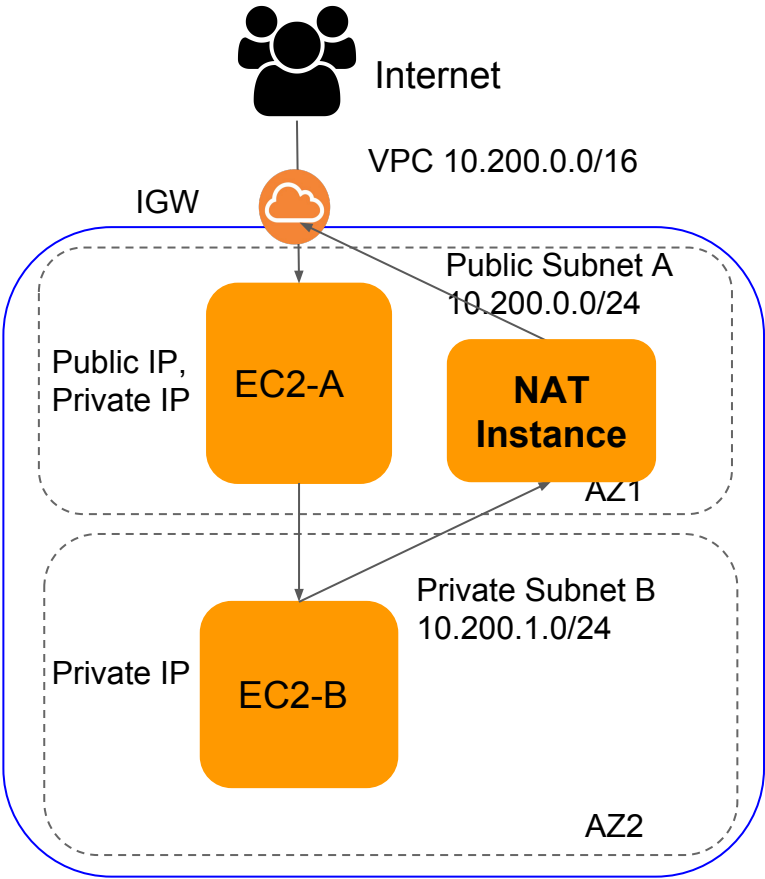 Internet
VPC 10.200.0.0/16
IGW
Public Subnet A
10.200.0.0/24
Public IP,
Private IP
EC2-A
NAT
Instance
AZ1
Private Subnet B
10.200.1.0/24
Private IP
EC2-B
AZ2